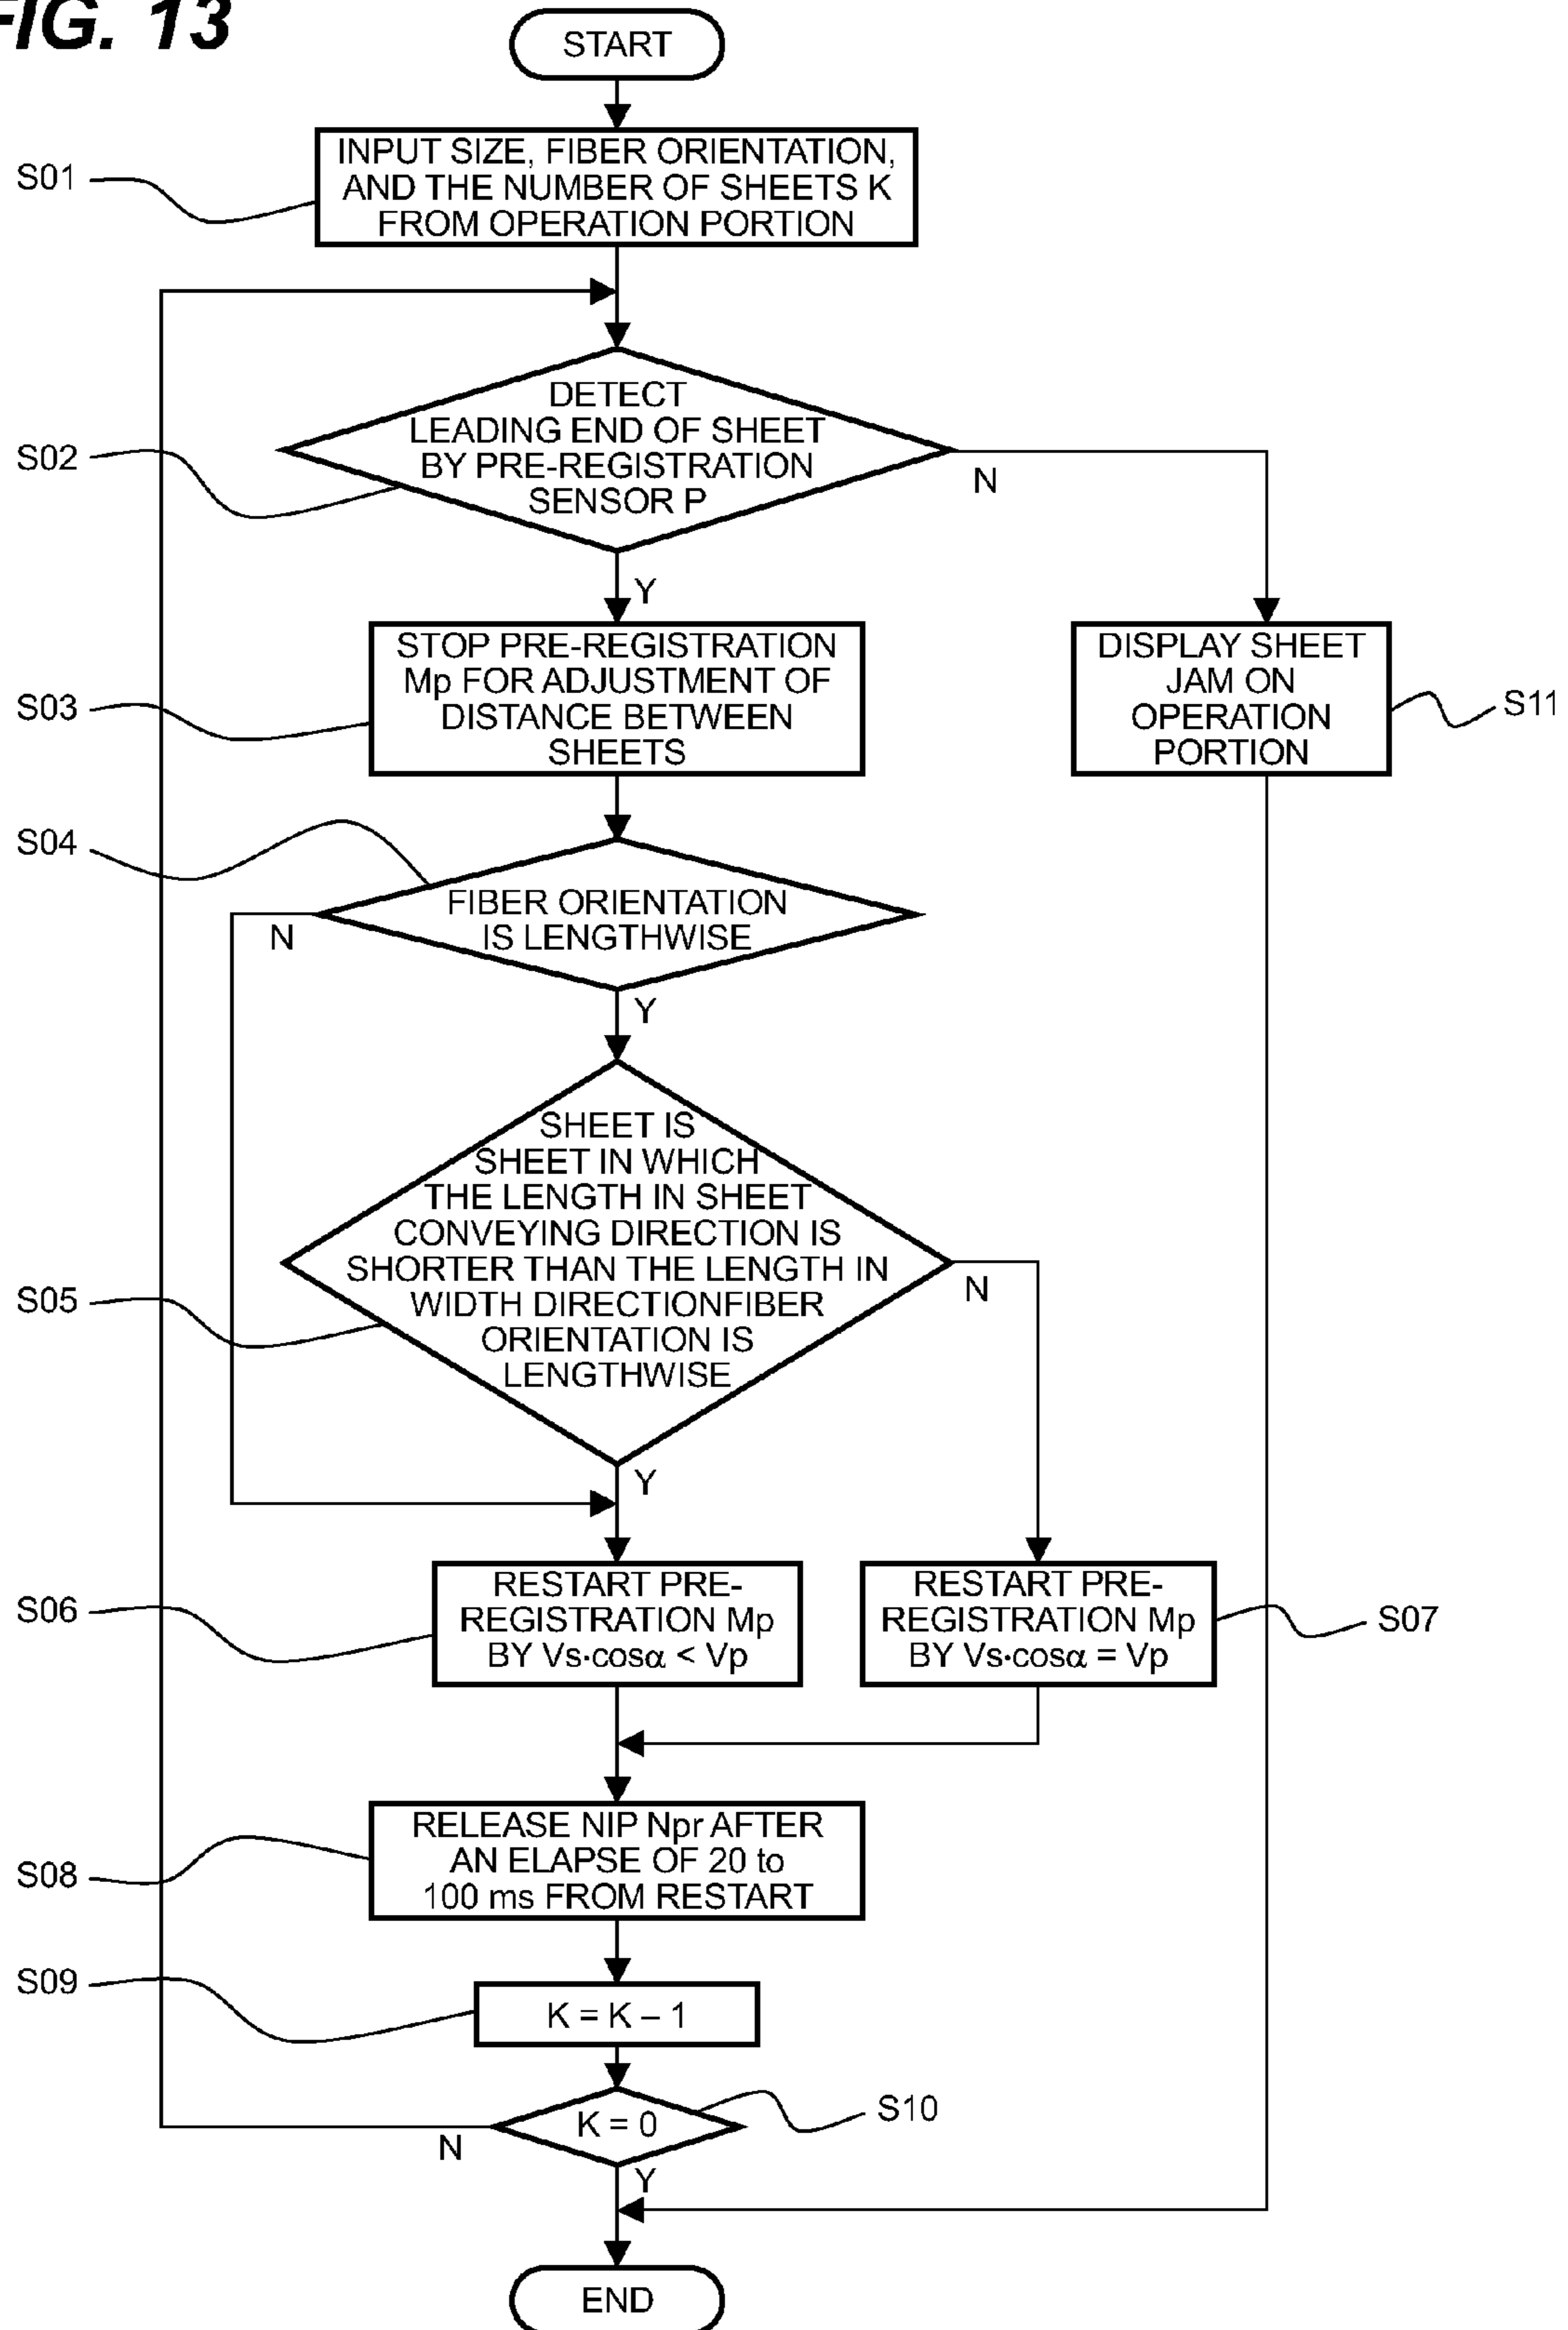 FIG. 13
START
S01
INPUT SIZE, FIBER ORIENTATION,
AND THE NUMBER OF SHEETS K
FROM OPERATION PORTION
S02
DETECT
LEADING END OF SHEET
BY PRE-REGISTRATION
SENSOR P
N
Y
S03
STOP PRE-REGISTRATION
Mp FOR ADJUSTMENT OF
DISTANCE BETWEEN
SHEETS
DISPLAY SHEET
JAM ON
OPERATION
PORTION
S11
S04
FIBER ORIENTATION
IS LENGTHWISE
N
Y
S05
SHEET IS
SHEET IN WHICH
THE LENGTH IN SHEET
CONVEYING DIRECTION IS
SHORTER THAN THE LENGTH IN
WIDTH DIRECTIONFIBER
ORIENTATION IS
LENGTHWISE
N
Y
S06
RESTART PRE-
REGISTRATION Mp
BY Vs·cosα < Vp
RESTART PRE-
REGISTRATION Mp
BY Vs·cosα = Vp
S07
S08
RELEASE NIP Npr AFTER
AN ELAPSE OF 20 to
100 ms FROM RESTART
S09
K = K – 1
S10
K = 0
N
Y
END